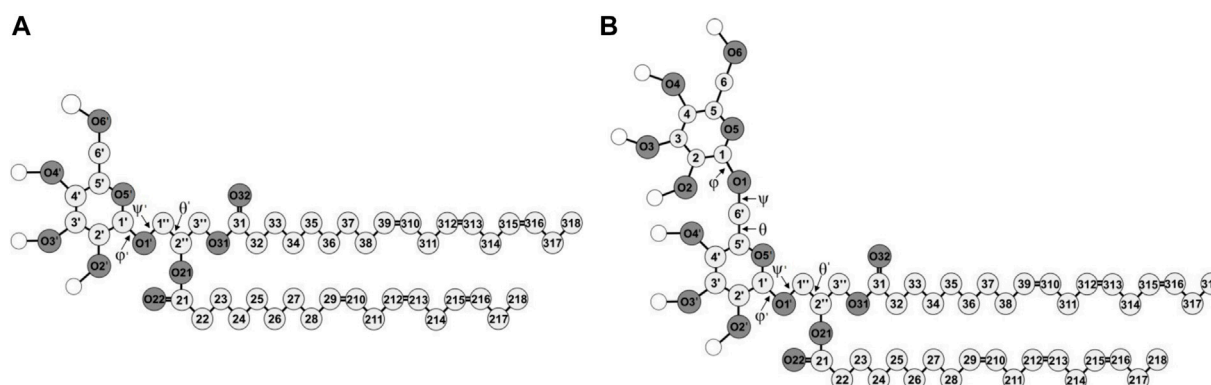 A
O6'
6'
O4' 5'
4' O5' O32
ψ' θ'
3' 1' 1'' 3'' 31 33 35 37 39 310 312 313 315 316 318
O3' 2' O1' 2'' O31 32 34 36 38 311 314 317
φ'
O2' O21
O22 21 23 25 27 29 210 212 213 215 216 218
22 24 26 28 211 214 217
B
O6
O4 6
4 5
O5
O3 3
2 1
O2 φ O1
ψ
6'
O4' 5' θ
4' O5' O32
ψ' θ'
3' 1' 1'' 3'' 31 33 35 37 39 310 312 313 315 316 31
O3' 2' O1' 2'' O31 32 34 36 38 311 314 317
φ'
O2' O21
O22 21 23 25 27 29 210 212 213 215 216 218
22 24 26 28 211 214 217